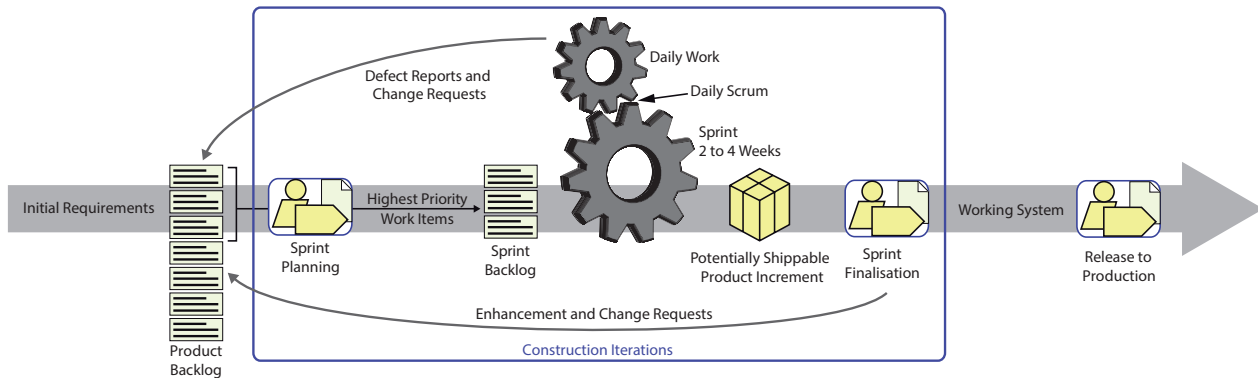 Daily Work
Defect Reports and
Change Requests
Daily Scrum
Sprint
2 to 4 Weeks
Initial Requirements
Highest Priority
Work Items
Working System
Sprint
Planning
Sprint
Backlog
Potentially Shippable
Product Increment
Sprint
Finalisation
Release to
Production
Enhancement and Change Requests
Product
Backlog
Construction Iterations